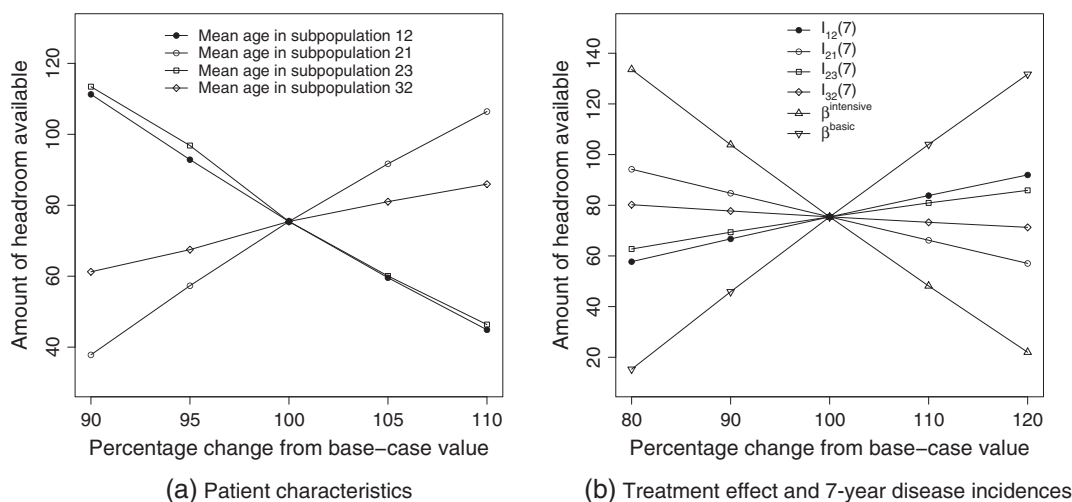 Mean age in subpopulation 12
Mean age in subpopulation 21
Mean age in subpopulation 23
Mean age in subpopulation 32
Amount of headroom available
120
100
80
60
40
90 95 100 105 110
Percentage change from base−case value
(a) Patient characteristics
I12(7)
I21(7)
I23(7)
I32(7)
βintensive
βbasic
Amount of headroom available
140
120
100
80
60
40
20
80 90 100 110 120
Percentage change from base−case value
(b) Treatment effect and 7-year disease incidences